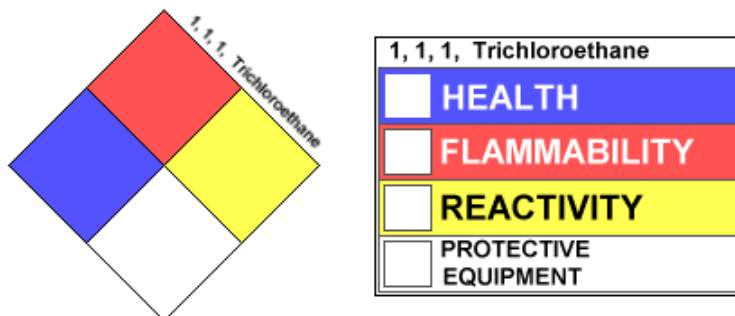 1, 1, 1, Trichloroethane
1, 1, 1, Trichloroethane
HEALTH
FLAMMABILITY
REACTIVITY
PROTECTIVE
EQUIPMENT